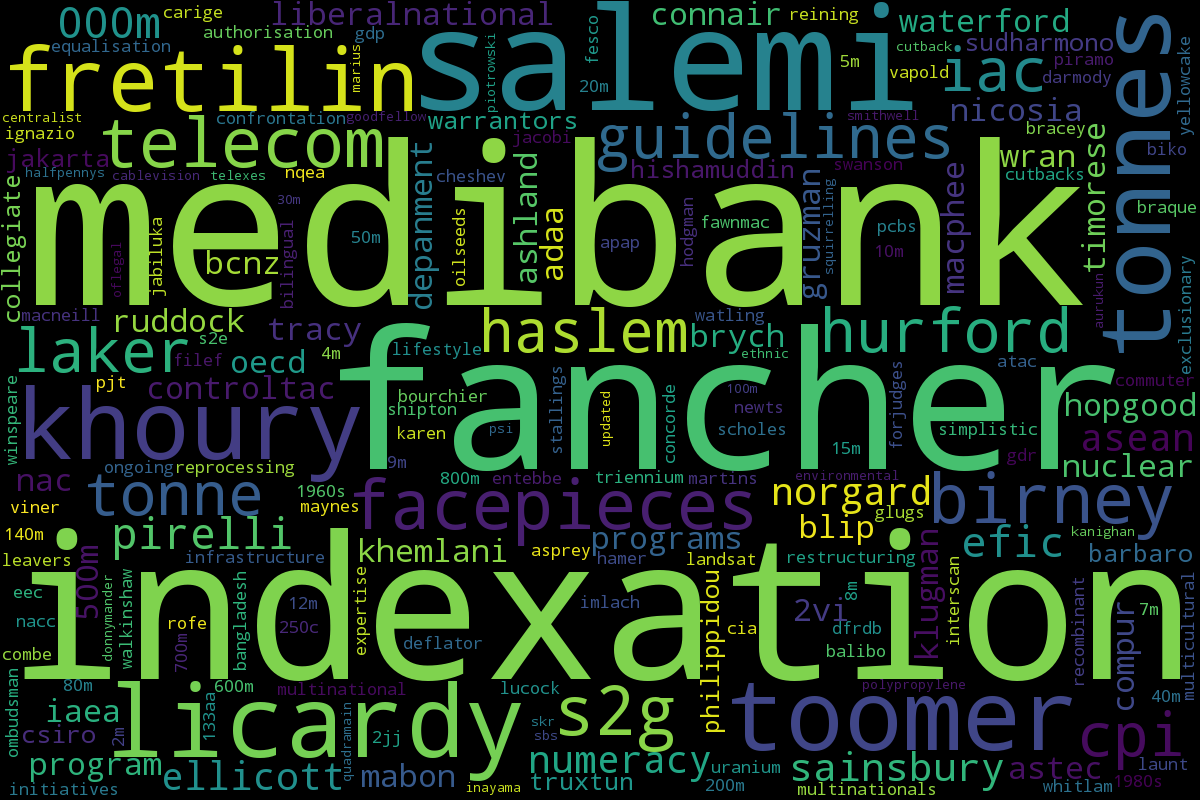 000m carige liberalnational connair reining waterford
equalisation authorisation gdp salemi fesco cutback sudharmono
fretilin marius piotrowski 20m 5m vapold iac piramo darmody tonnes yellowcake
centralist confrontation goodfellow warrantors smithwell nicosia
ignazio telecom jacobi guidelines bracey
jakarta hishamuddin swanson wran biko
halfpennys cablevision telexes nqea cheshev cutbacks
medibank
collegiate 30m depanment ashland adaa hodgman gruzman squirrelling macphee timorese braque
oflegal jabiluka bcnz bilingual 50m oilseeds apap fawnmac pcbs 10m aurukun exclusionary
macneill ruddock tracy haslem watling hurford
laker s2e filef oecd 4m lifestyle brych ethnic atac
winspeare pjt controltac fancher 100m commuter
khoury bourchier shipton stallings updated concorde newts forjudges hopgood
karen psi scholes simplistic asean
9m 15m gdr
nac ongoing reprocessing 800m entebbe triennium martins environmental nuclear
viner tonne 1960s maynes facepieces norgard glugs birney
140m pirelli blip kanighan
leavers infrastructure khemlani asprey programs hamer landsat restructuring efic barbaro
indexation
eec 500m donnymander walkinshaw bangladesh 12m expertise imlach philippidou 2vi 8m klugman interscan recombinant compur 7m multicultural
nacc rofe 250c deflator cia dfrdb
combe 700m balibo
ombudsman 80m licardy 600m multinational lucock s2g polypropylene toomer 40m
iaea 133aa skr cpi
csiro 2m quadramain 2jj sbs
program ellicott mabon numeracy uranium sainsbury astec launt
initiatives inayama truxtun 200m multinationals whitlam 1980s